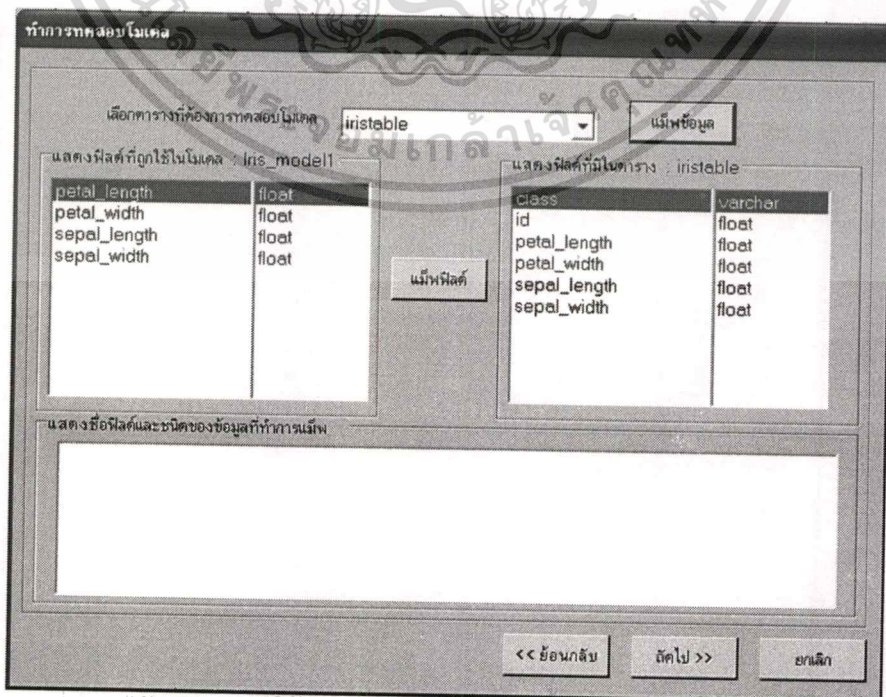 ทำการทดสอบโมเดล
เลือกตารางที่ต้องการทดสอบโมเดล iristable แม็พข้อมูล
แสดงฟิลด์ที่ถูกใช้ในโมเดล : Iris_model1
petal_length float
petal_width float
sepal_length float
sepal_width float
แม็พฟิลด์
แสดงฟิลด์ที่มีในตาราง : iristable
class varchar
id float
petal_length float
petal_width float
sepal_length float
sepal_width float
แสดงชื่อฟิลด์และชนิดของข้อมูลที่ทำการแม็พ
<< ย้อนกลับ ถัดไป >> ยกเลิก